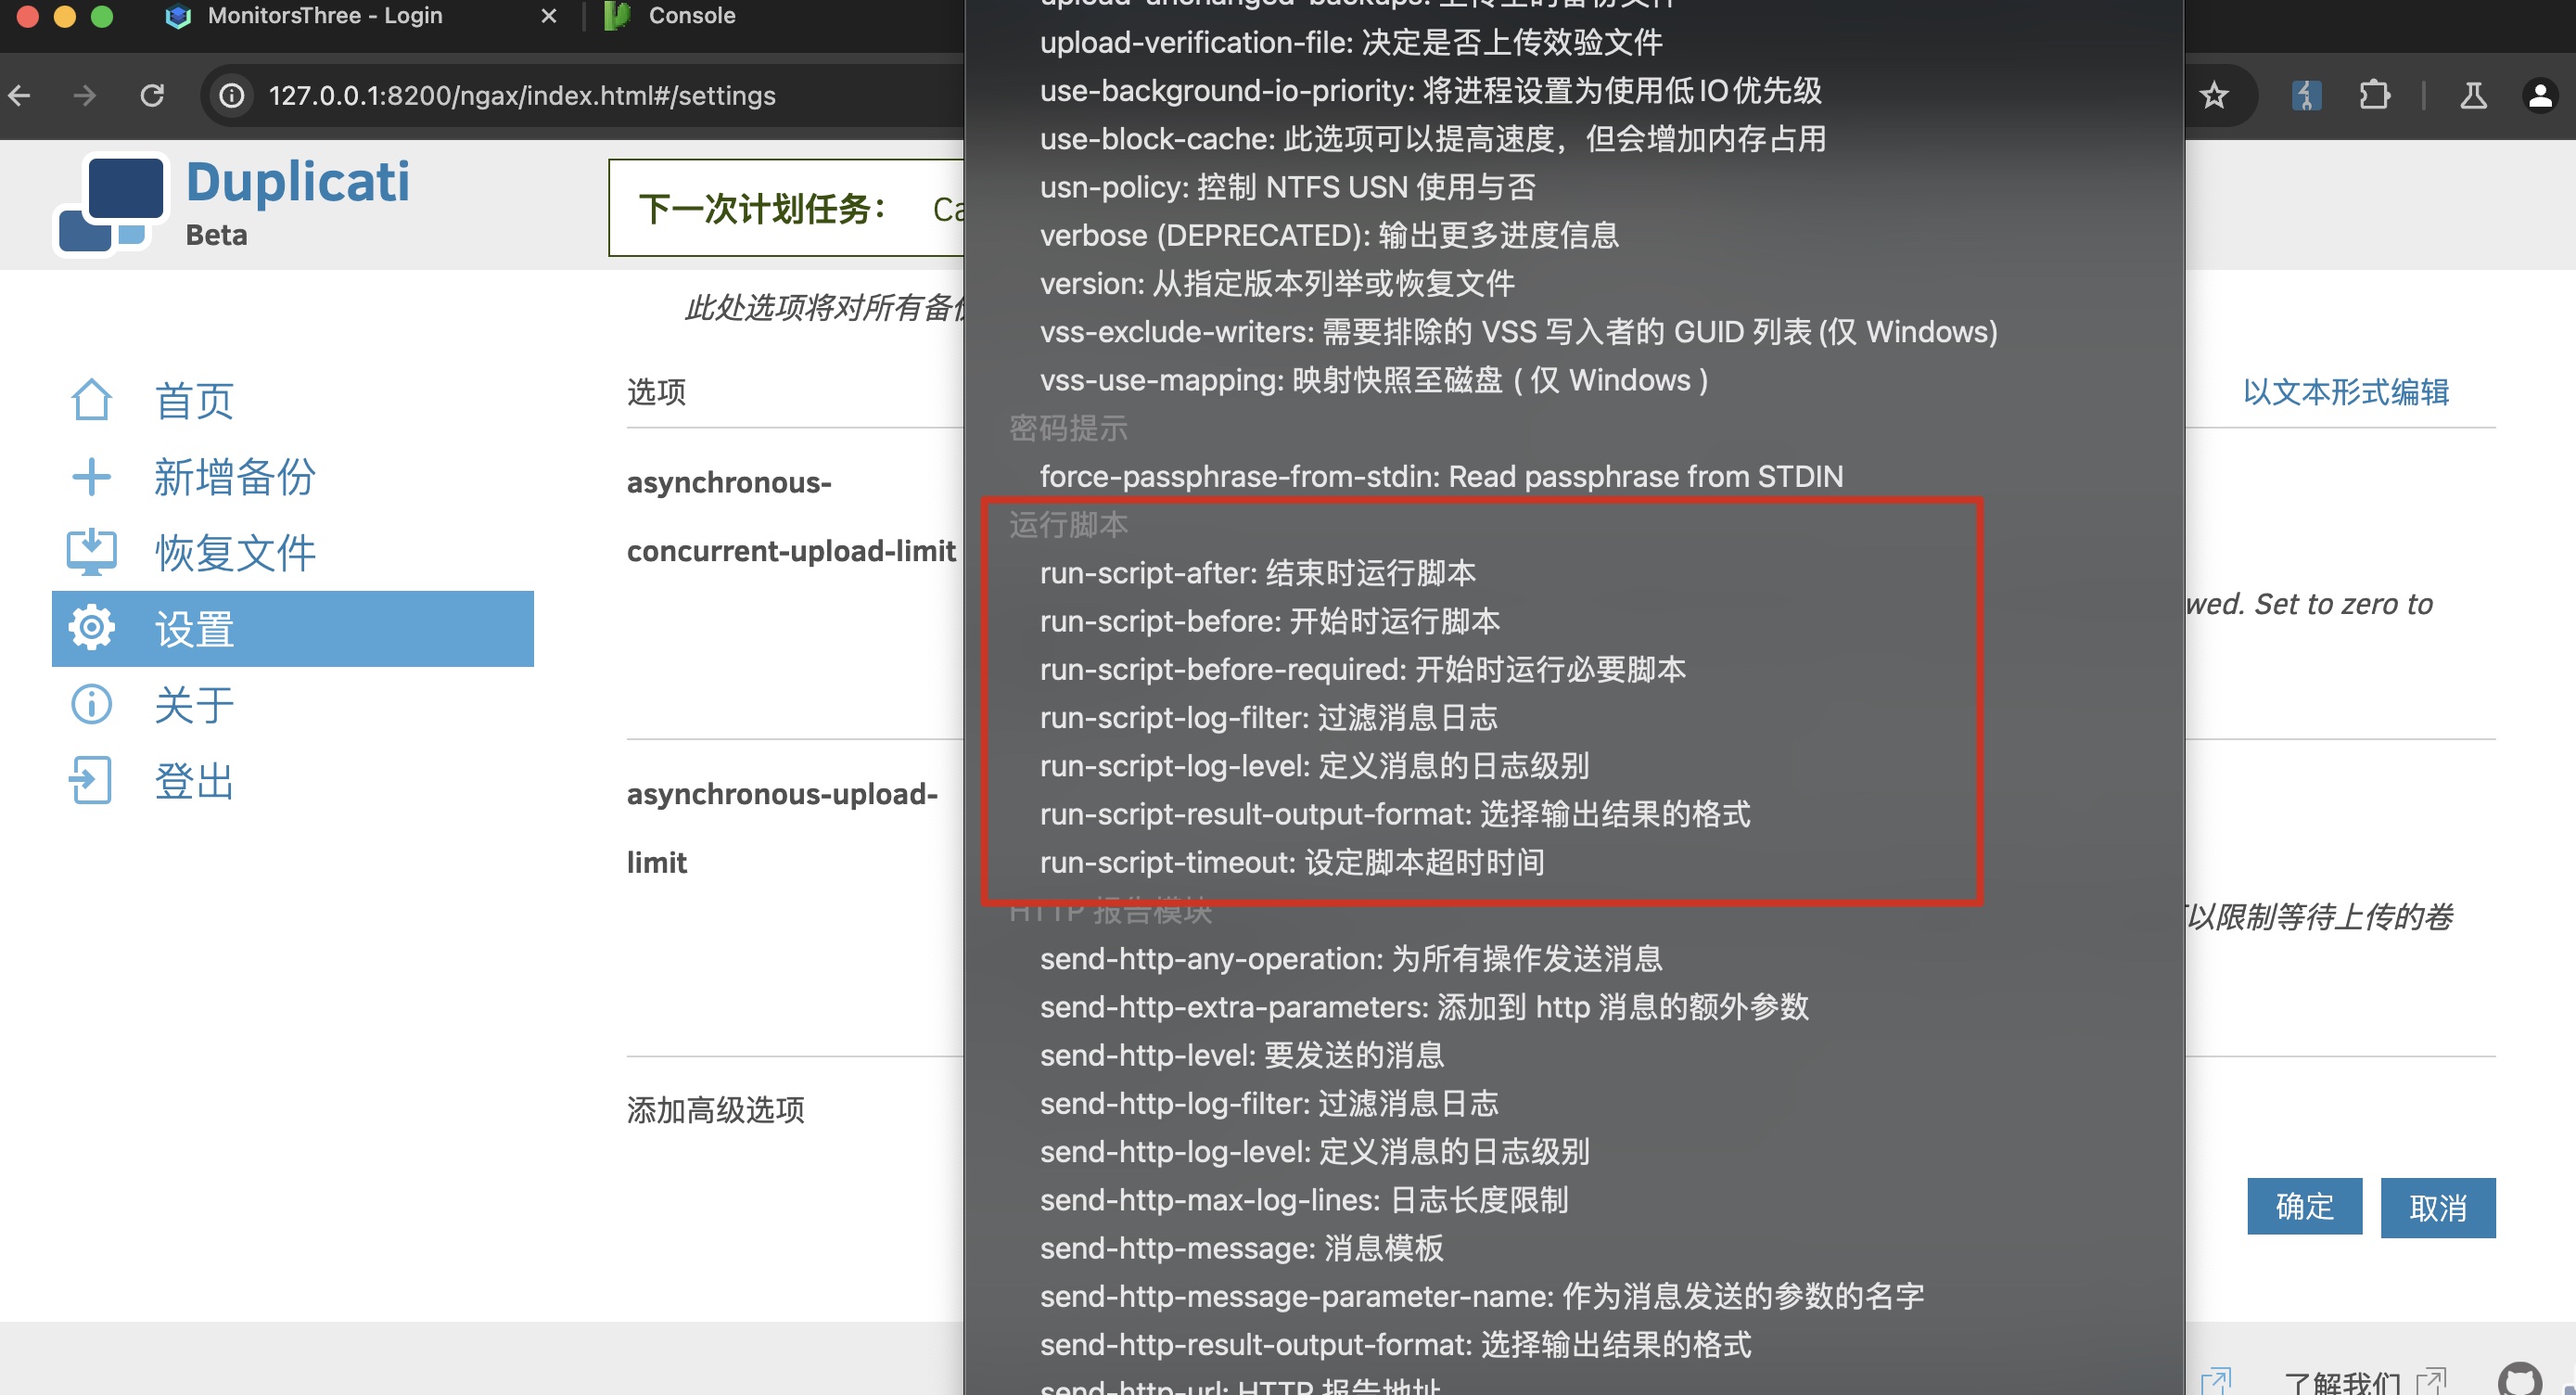 MonitorsThree - Login
Console
127.0.0.1:8200/ngax/index.html#/settings
Duplicati
Beta
下一次计划任务：
此处选项将对所有备份
首页
新增备份
恢复文件
设置
关于
登出
选项
以文本形式编辑
asynchronous-
concurrent-upload-limit
wed. Set to zero to
asynchronous-upload-
limit
以限制等待上传的卷
添加高级选项
确定
取消
了解我们
upload-unchanged-backups: 上传空的备份文件
upload-verification-file: 决定是否上传效验文件
use-background-io-priority: 将进程设置为使用低 IO 优先级
use-block-cache: 此选项可以提高速度，但会增加内存占用
usn-policy: 控制 NTFS USN 使用与否
verbose (DEPRECATED): 输出更多进度信息
version: 从指定版本列举或恢复文件
vss-exclude-writers: 需要排除的 VSS 写入者的 GUID 列表 (仅 Windows)
vss-use-mapping: 映射快照至磁盘 ( 仅 Windows )
密码提示
force-passphrase-from-stdin: Read passphrase from STDIN
运行脚本
run-script-after: 结束时运行脚本
run-script-before: 开始时运行脚本
run-script-before-required: 开始时运行必要脚本
run-script-log-filter: 过滤消息日志
run-script-log-level: 定义消息的日志级别
run-script-result-output-format: 选择输出结果的格式
run-script-timeout: 设定脚本超时时间
HTTP 报告模块
send-http-any-operation: 为所有操作发送消息
send-http-extra-parameters: 添加到 http 消息的额外参数
send-http-level: 要发送的消息
send-http-log-filter: 过滤消息日志
send-http-log-level: 定义消息的日志级别
send-http-max-log-lines: 日志长度限制
send-http-message: 消息模板
send-http-message-parameter-name: 作为消息发送的参数的名字
send-http-result-output-format: 选择输出结果的格式
send-http-url: HTTP 报告地址